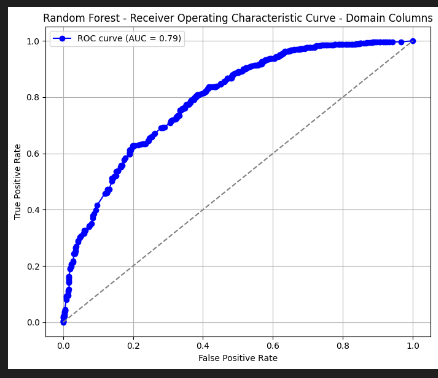 Random Forest - Receiver Operating Characteristic Curve - Domain Columns
ROC curve (AUC = 0.79)
True Positive Rate
1.0
0.8
0.6
0.4
0.2
0.0
0.0 0.2 0.4 0.6 0.8 1.0
False Positive Rate